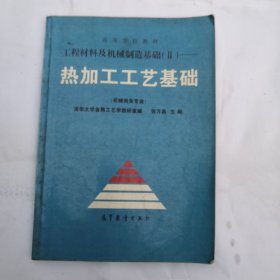 高等学校教材
工程材料及机械制造基础(Ⅱ)——
热加工工艺基础
(机械类专业)
清华大学金属工艺学教研室编 张万昌 主编
高等教育出版社